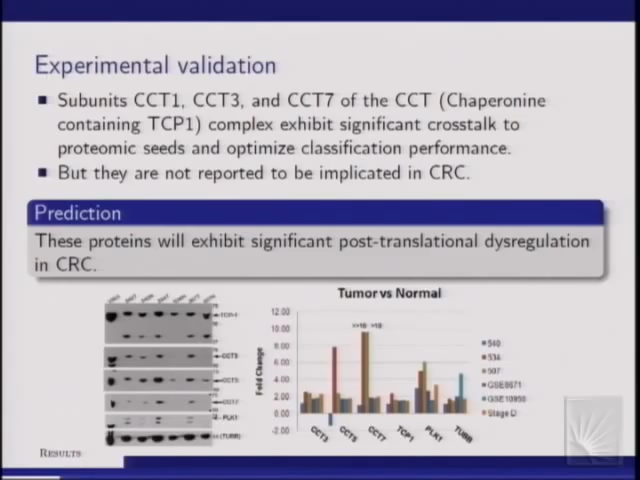 Experimental validation
Subunits CCT1, CCT3, and CCT7 of the CCT (Chaperonine
containing TCP1) complex exhibit significant crosstalk to
proteomic seeds and optimize classification performance.
But they are not reported to be implicated in CRC.
Prediction
These proteins will exhibit significant post-translational dysregulation
in CRC.
Tumor vs Normal
12.00
10.00
8.00
6.00
4.00
2.00
0.00
-2.00
Fold Change
CCT3
CCT5
CCT7
TCP1
PLK1
TUBB
540
534
507
GSE8671
GSE10950
Stage D
CCT3
CCT5
CCT7
PLK1
(TUBB)
Results